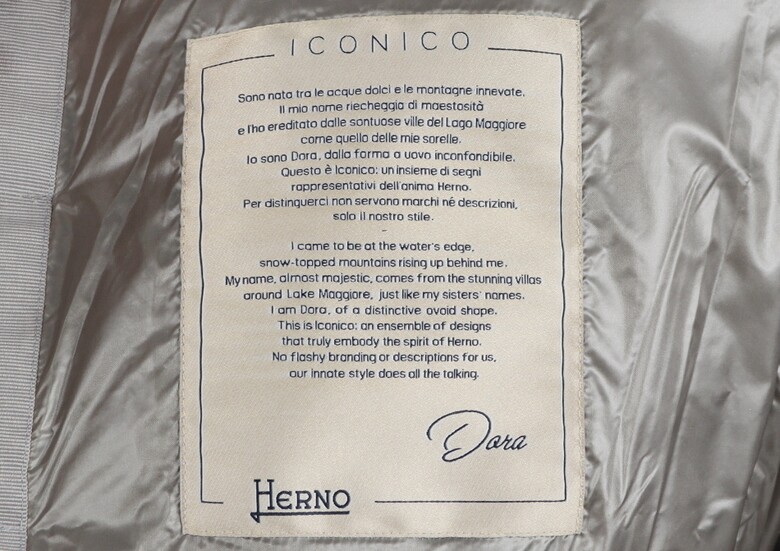 ICONICO
Sono nata tra le acque dolci e le montagne innevate.
Il mio nome riecheggia di maestosità
e l'ho ereditato dalle sontuose ville del Lago Maggiore
come quello delle mie sorelle.
Io sono Dora, dalla forma a uovo inconfondibile.
Questo è Iconico: un insieme di segni
rappresentativi dell'anima Herno.
Per distinguerci non servono marchi né descrizioni,
solo il nostro stile.
-
I came to be at the water's edge,
snow-topped mountains rising up behind me.
My name, almost majestic, comes from the stunning villas
around Lake Maggiore, just like my sisters' names.
I am Dora, of a distinctive ovoid shape.
This is Iconico: an ensemble of designs
that truly embody the spirit of Herno.
No flashy branding or descriptions for us,
our innate style does all the talking.
Dora
HERNO